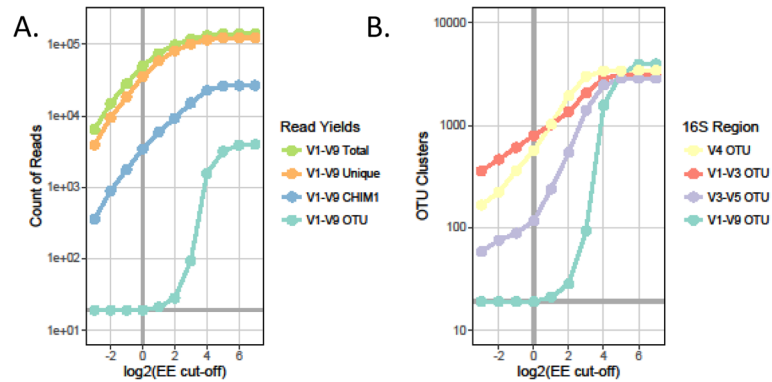 A.
1e+05
1e+04
1e+03
1e+02
1e+01
Count of Reads
-2 0 2 4 6
log2(EE cut-off)
Read Yields
V1-V9 Total
V1-V9 Unique
V1-V9 CHIM1
V1-V9 OTU
B.
10000
1000
100
10
OTU Clusters
-2 0 2 4 6
log2(EE cut-off)
16S Region
V4 OTU
V1-V3 OTU
V3-V5 OTU
V1-V9 OTU